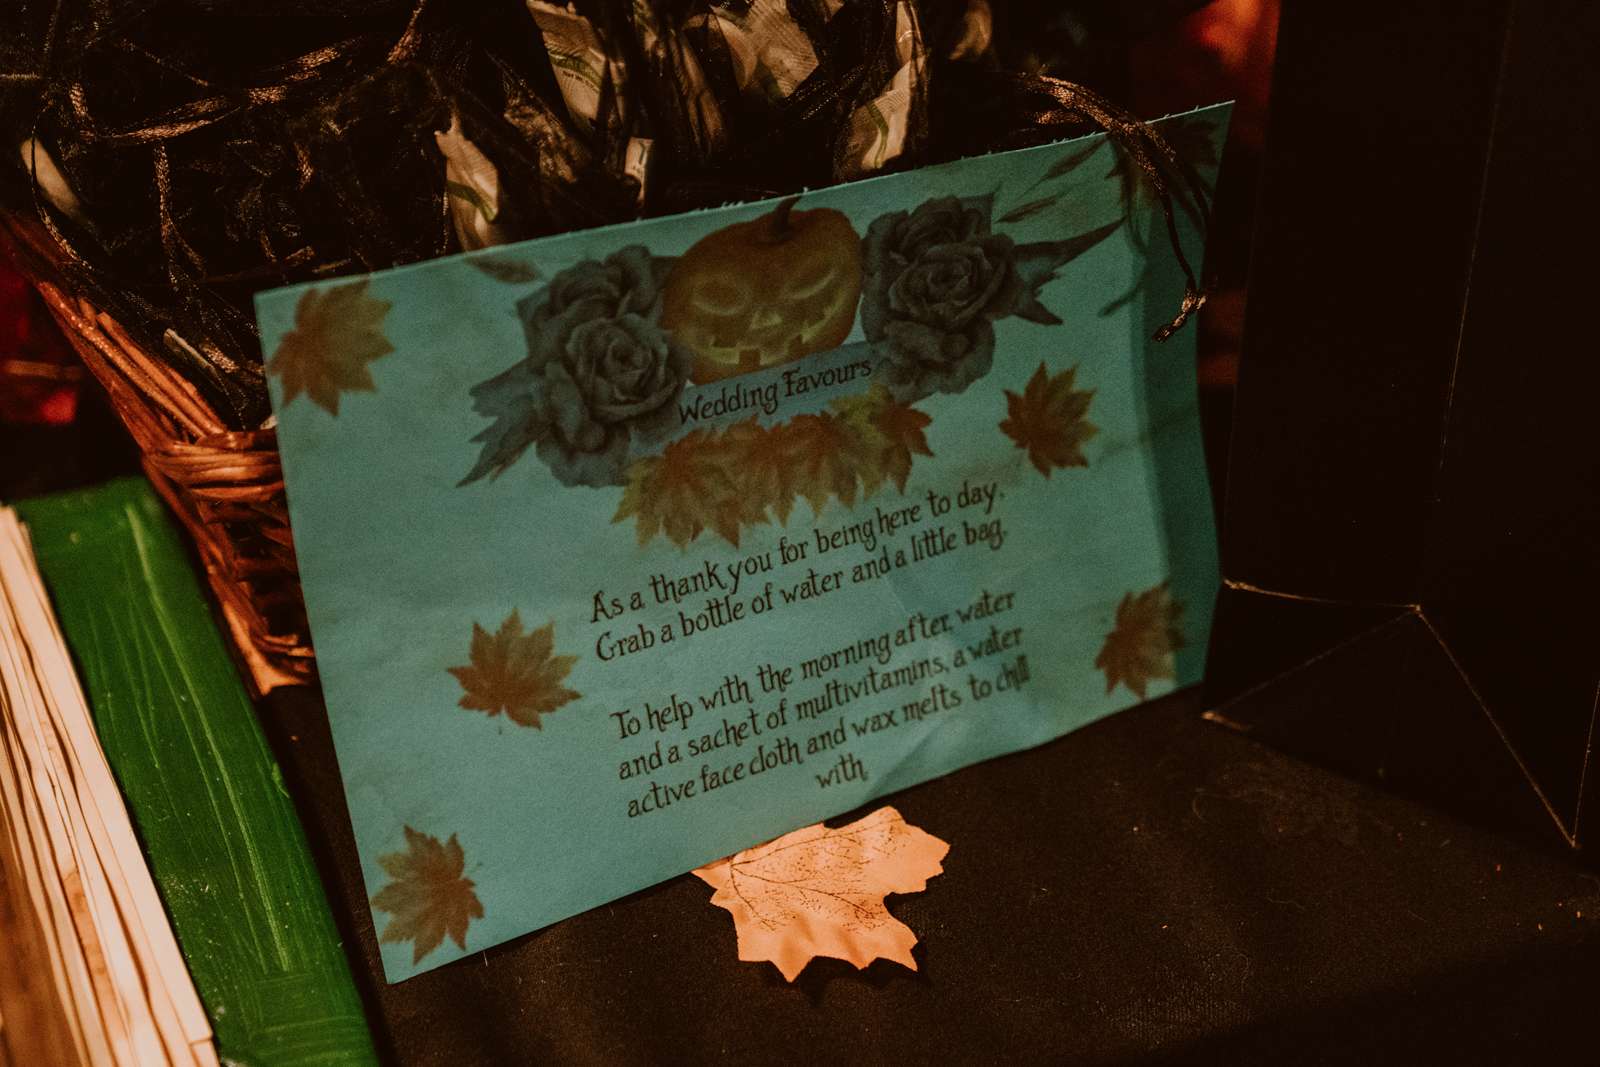 Wedding Favours
As a thank you for being here to day.
Grab a bottle of water and a little bag.
To help with the morning after, water
and a sachet of multivitamins, a water
active face cloth and wax melts to chill
with.